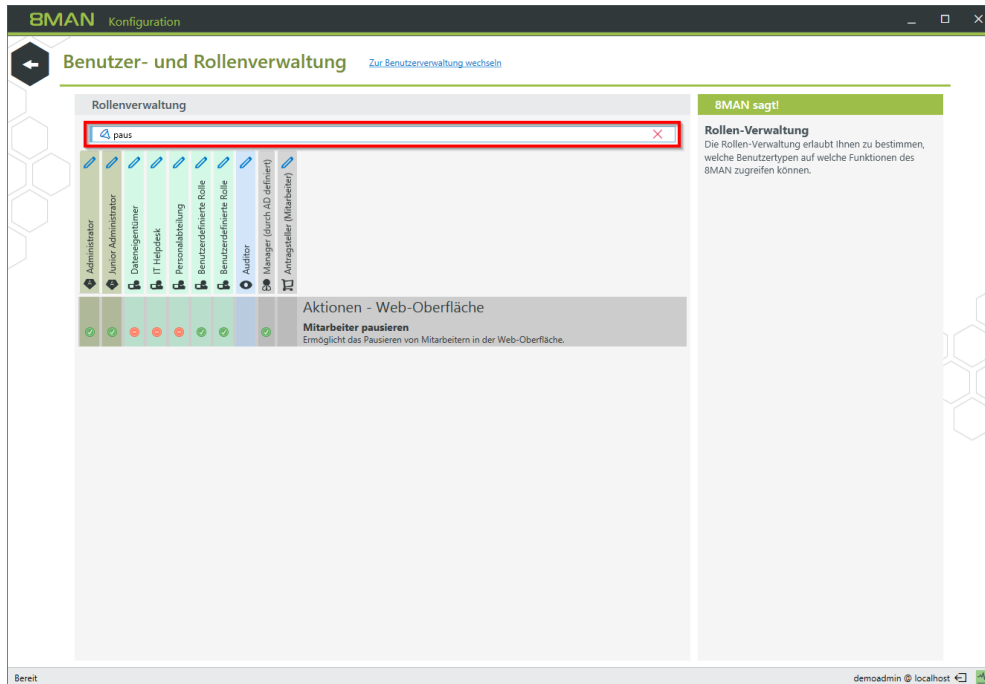 8MAN Konfiguration
Benutzer- und Rollenverwaltung Zur Benutzerverwaltung wechseln
Rollenverwaltung
paus
Administrator
Junior Administrator
Dateneigentümer
IT Helpdesk
Personalabteilung
Benutzerdefinierte Rolle
Benutzerdefinierte Rolle
Auditor
Manager (durch AD definiert)
Antragsteller (Mitarbeiter)
Aktionen - Web-Oberfläche
Mitarbeiter pausieren
Ermöglicht das Pausieren von Mitarbeitern in der Web-Oberfläche.
8MAN sagt!
Rollen-Verwaltung
Die Rollen-Verwaltung erlaubt Ihnen zu bestimmen,
welche Benutzertypen auf welche Funktionen des
8MAN zugreifen können.
Bereit
demoadmin @ localhost